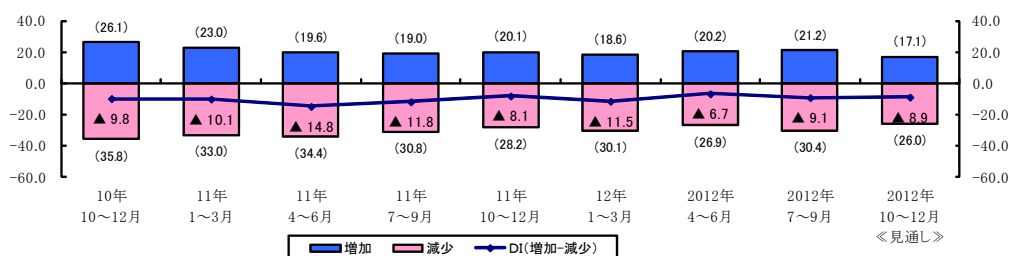 40.0
20.0
0.0
−20.0
−40.0
−60.0
(26.1) (23.0) (19.6) (19.0) (20.1) (18.6) (20.2) (21.2) (17.1)
▲ 9.8 ▲ 10.1 ▲ 14.8 ▲ 11.8 ▲ 8.1 ▲ 11.5 ▲ 6.7 ▲ 9.1 ▲ 8.9
(35.8) (33.0) (34.4) (30.8) (28.2) (30.1) (26.9) (30.4) (26.0)
40.0
20.0
0.0
−20.0
−40.0
−60.0
10年 11年 11年 11年 11年 12年 2012年 2012年 2012年
10～12月 1～3月 4～6月 7～9月 10～12月 1～3月 4～6月 7～9月 10～12月
≪見通し≫
増加 減少 DI(増加−減少)